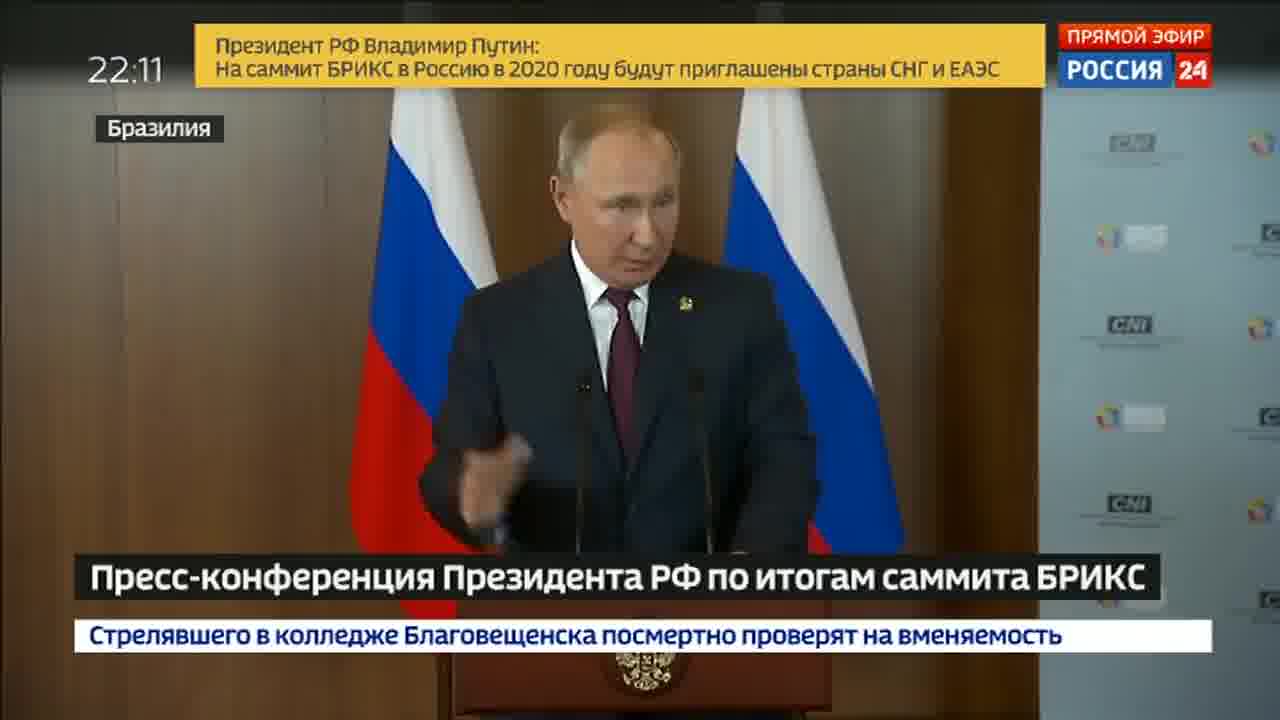 22:11
Президент РФ Владимир Путин:
На саммит БРИКС в Россию в 2020 году будут приглашены страны СНГ и ЕАЭС
ПРЯМОЙ ЭФИР
РОССИЯ 24
Бразилия
CNI
CNI
CNI
Пресс-конференция Президента РФ по итогам саммита БРИКС
Стрелявшего в колледже Благовещенска посмертно проверят на вменяемость